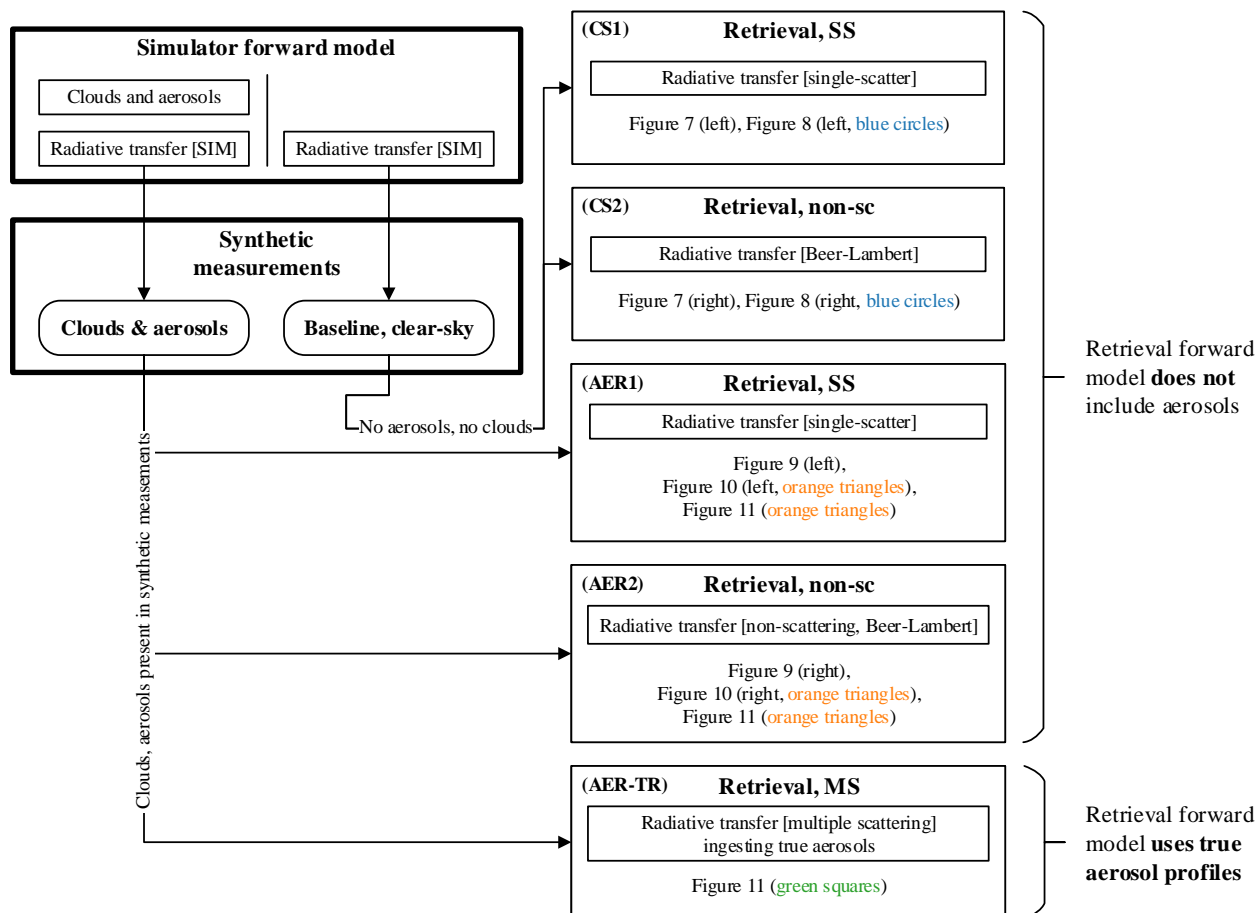 Simulator forward model
Clouds and aerosols
Radiative transfer [SIM]
Radiative transfer [SIM]
Synthetic
measurements
Clouds & aerosols
Baseline, clear-sky
No aerosols, no clouds
Clouds, aerosols present in synthetic measements
(CS1)
Retrieval, SS
Radiative transfer [single-scatter]
Figure 7 (left), Figure 8 (left, blue circles)
(CS2)
Retrieval, non-sc
Radiative transfer [Beer-Lambert]
Figure 7 (right), Figure 8 (right, blue circles)
(AER1)
Retrieval, SS
Radiative transfer [single-scatter]
Figure 9 (left),
Figure 10 (left, orange triangles),
Figure 11 (orange triangles)
(AER2)
Retrieval, non-sc
Radiative transfer [non-scattering, Beer-Lambert]
Figure 9 (right),
Figure 10 (right, orange triangles),
Figure 11 (orange triangles)
(AER-TR)
Retrieval, MS
Radiative transfer [multiple scattering]
ingesting true aerosols
Figure 11 (green squares)
Retrieval forward
model does not
include aerosols
Retrieval forward
model uses true
aerosol profiles